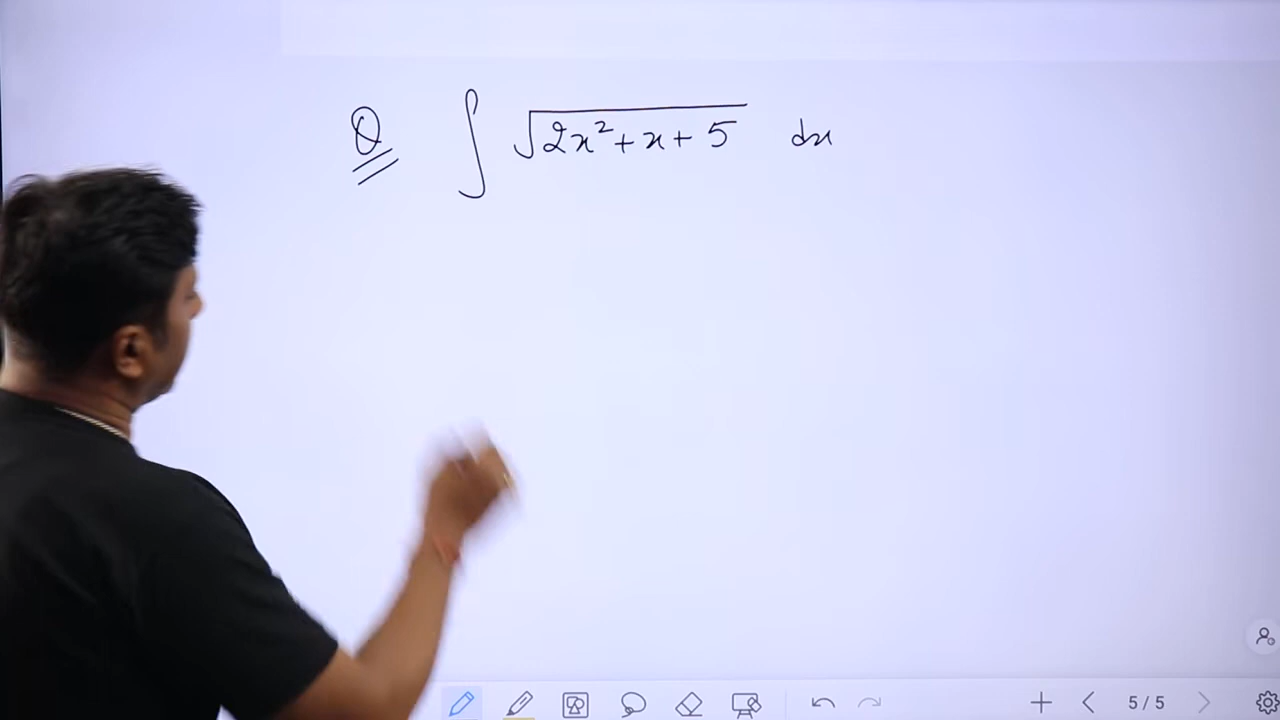 Q ∫ √(2x²+x+5) dx
5 / 5